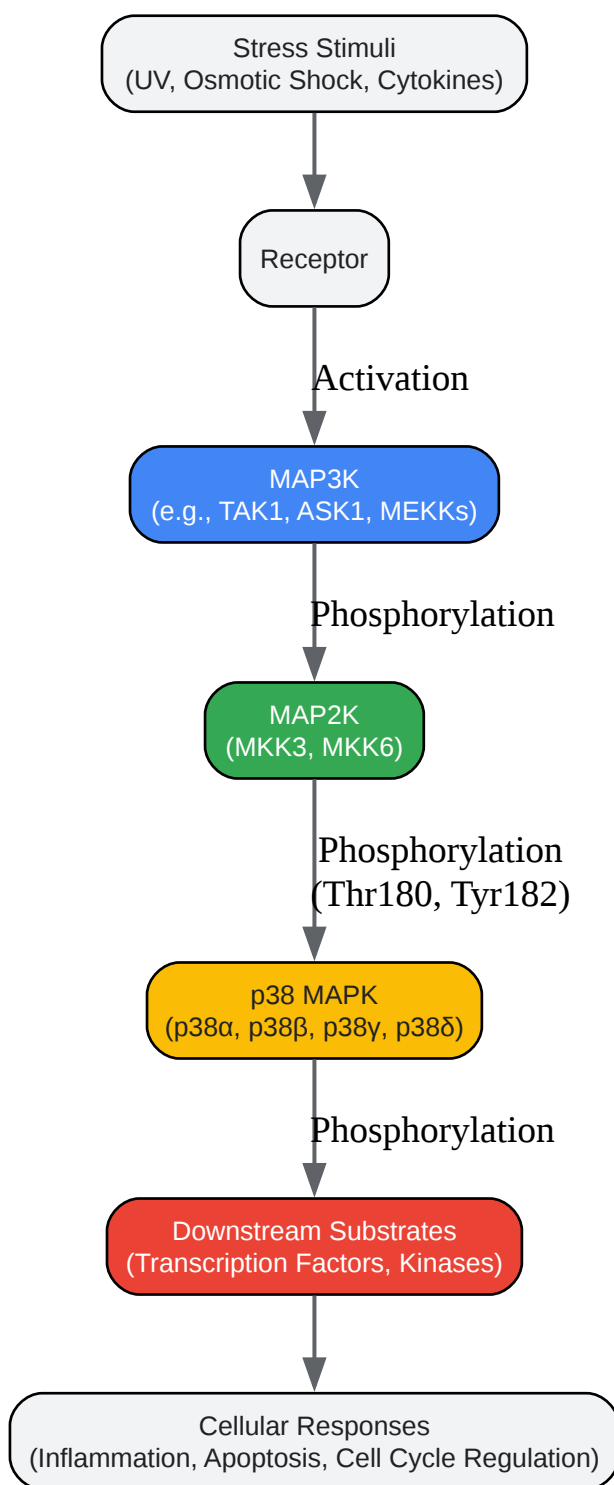 Stress Stimuli
(UV, Osmotic Shock, Cytokines)
Receptor
Activation
MAP3K
(e.g., TAK1, ASK1, MEKKs)
Phosphorylation
MAP2K
(MKK3, MKK6)
Phosphorylation
(Thr180, Tyr182)
p38 MAPK
(p38α, p38β, p38γ, p38δ)
Phosphorylation
Downstream Substrates
(Transcription Factors, Kinases)
Cellular Responses
(Inflammation, Apoptosis, Cell Cycle Regulation)